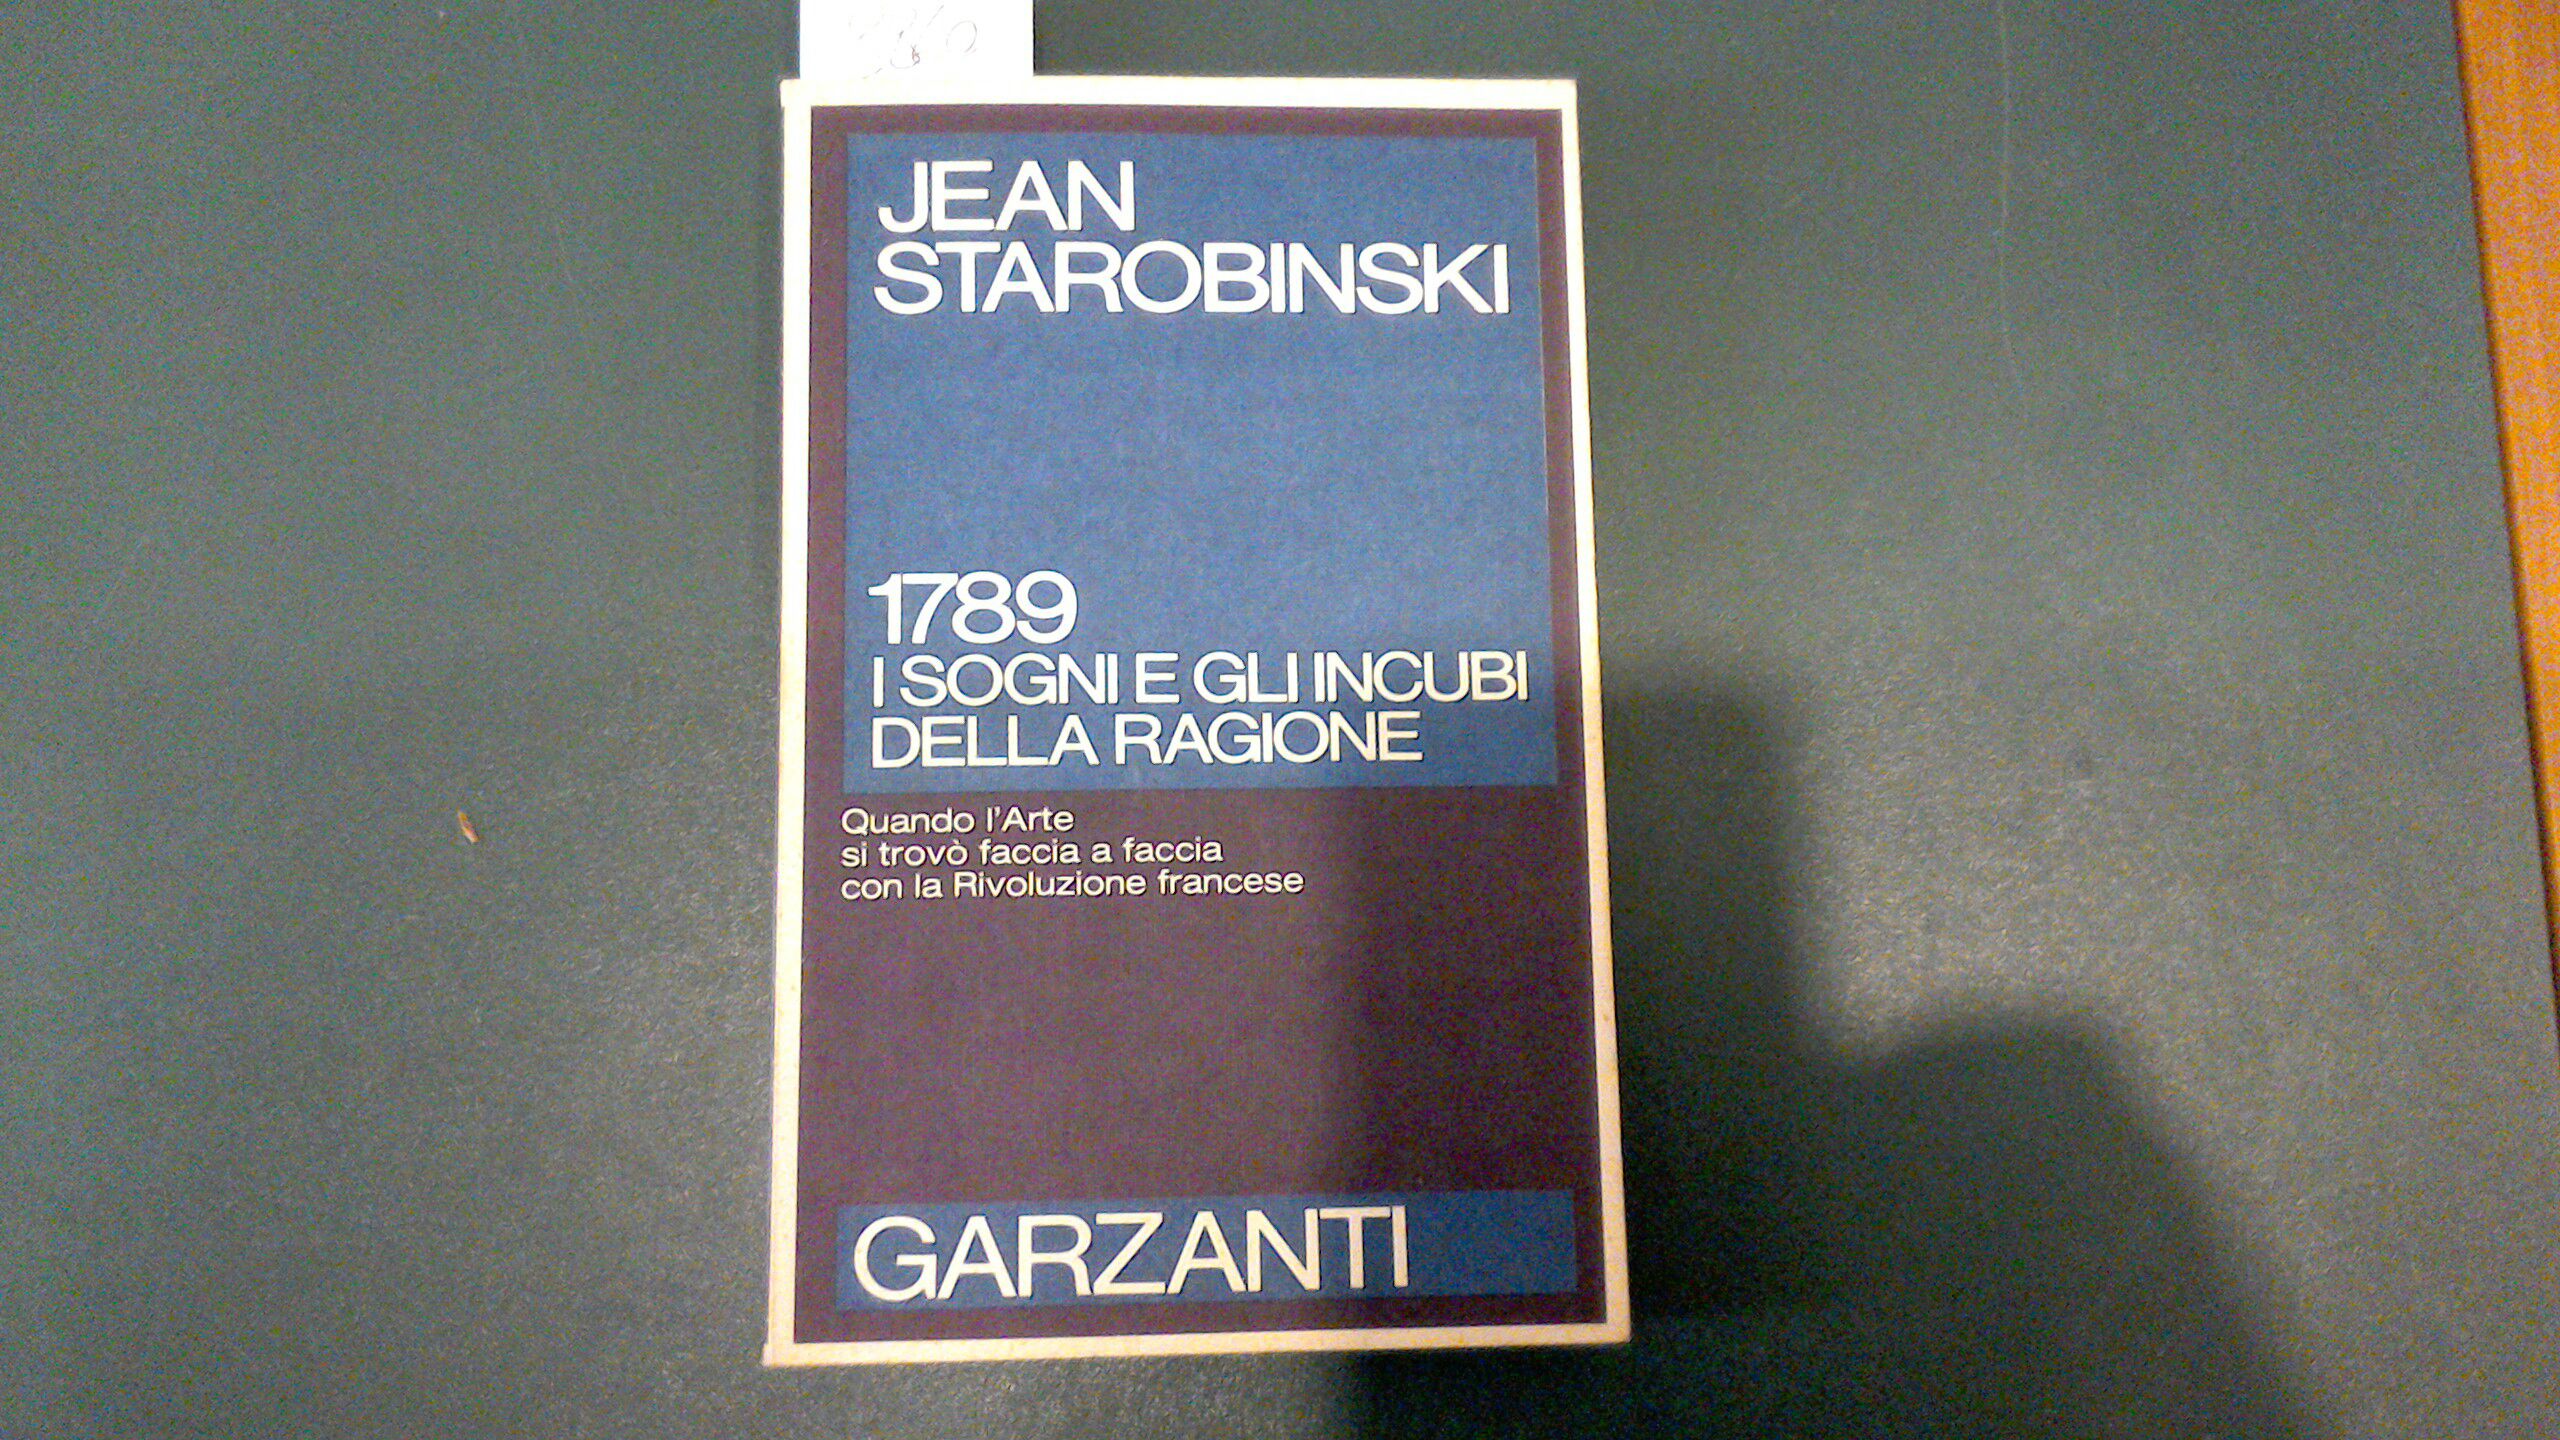 JEAN
STAROBINSKI
1789
I SOGNI E GLI INCUBI
DELLA RAGIONE
Quando l'Arte
si trovò faccia a faccia
con la Rivoluzione francese
GARZANTI